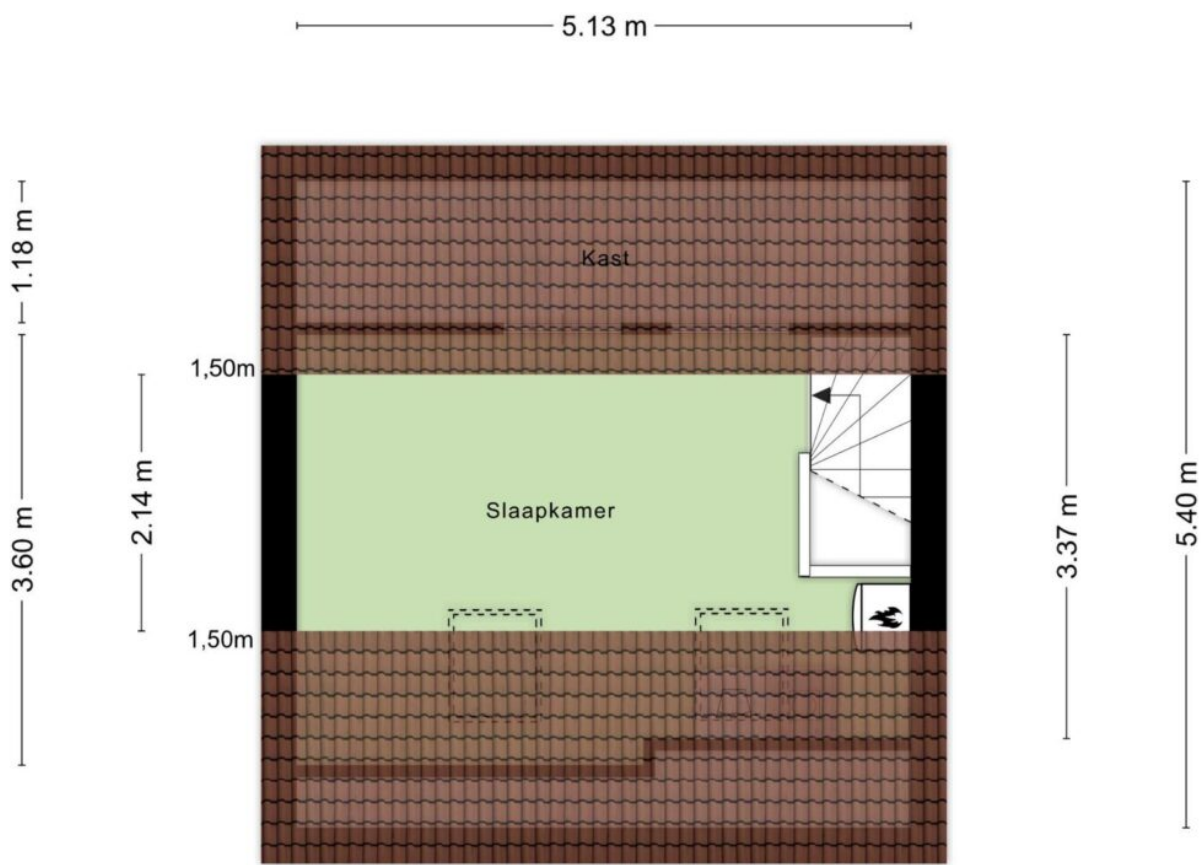 5.13 m
1.18 m
Kast
1,50m
2.14 m
3.60 m
Slaapkamer
3.37 m
5.40 m
1,50m